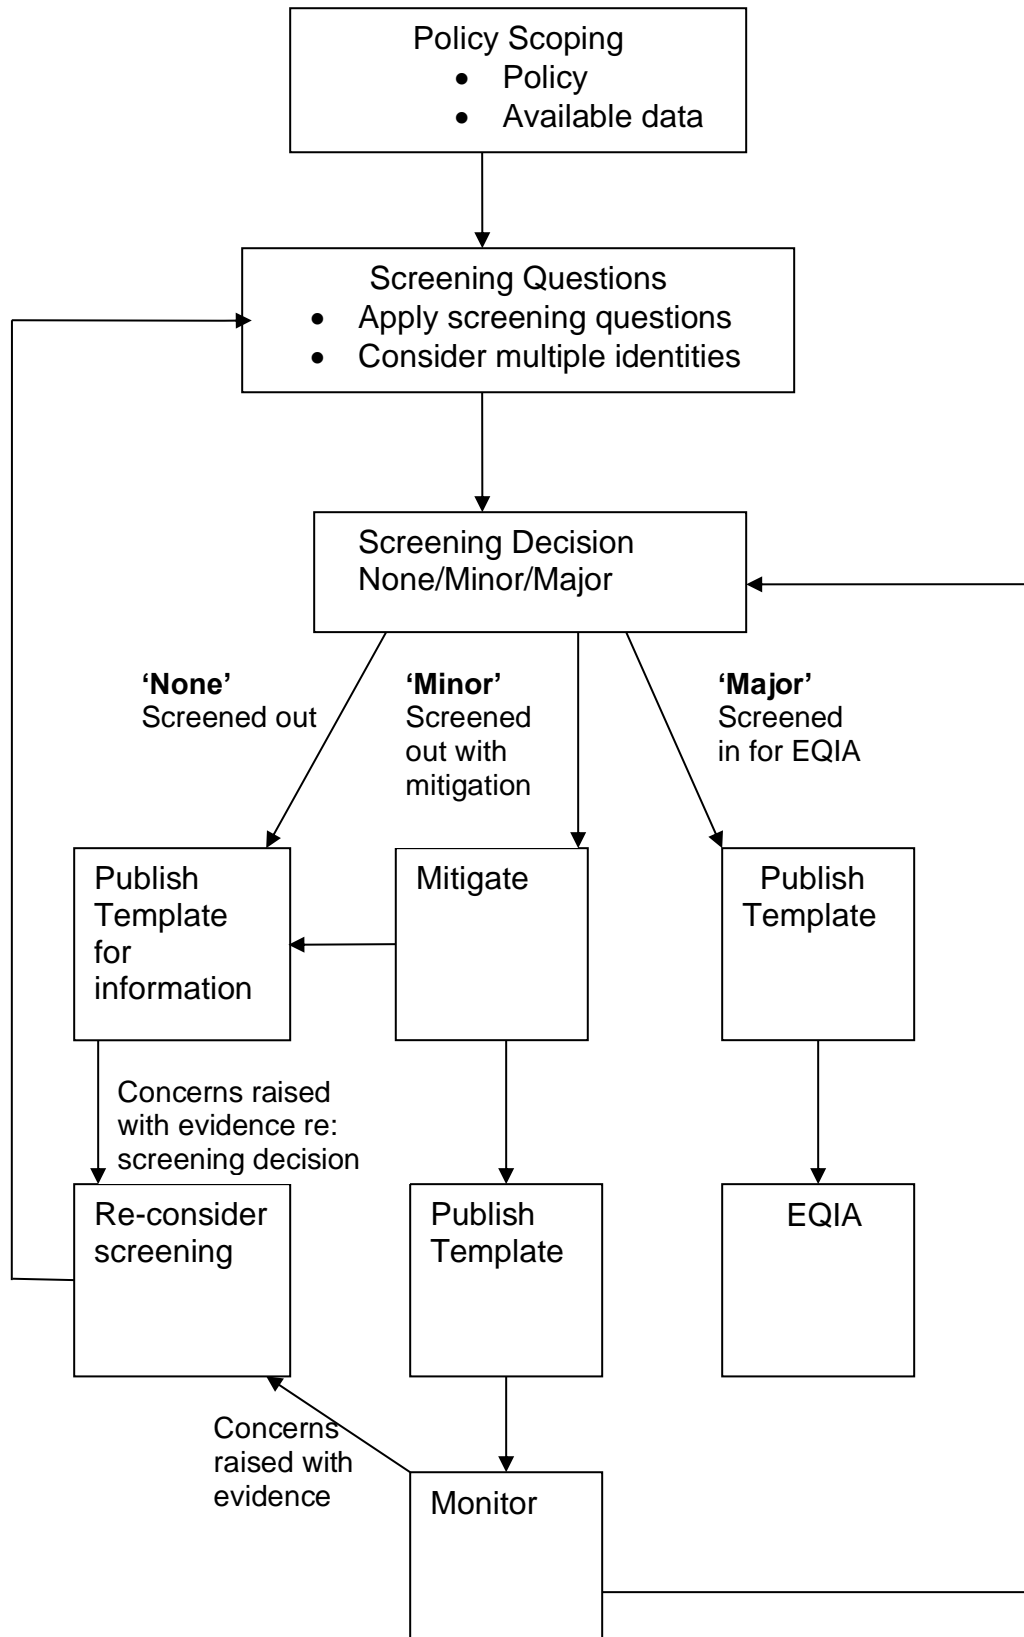 Policy Scoping
• Policy
• Available data
Screening Questions
• Apply screening questions
• Consider multiple identities
Screening Decision
None/Minor/Major
‘None’
Screened out
‘Minor’
Screened
out with
mitigation
‘Major’
Screened
in for EQIA
Publish
Template
for
information
Mitigate
Publish
Template
Concerns raised
with evidence re:
screening decision
Re-consider
screening
Publish
Template
EQIA
Concerns
raised with
evidence
Monitor